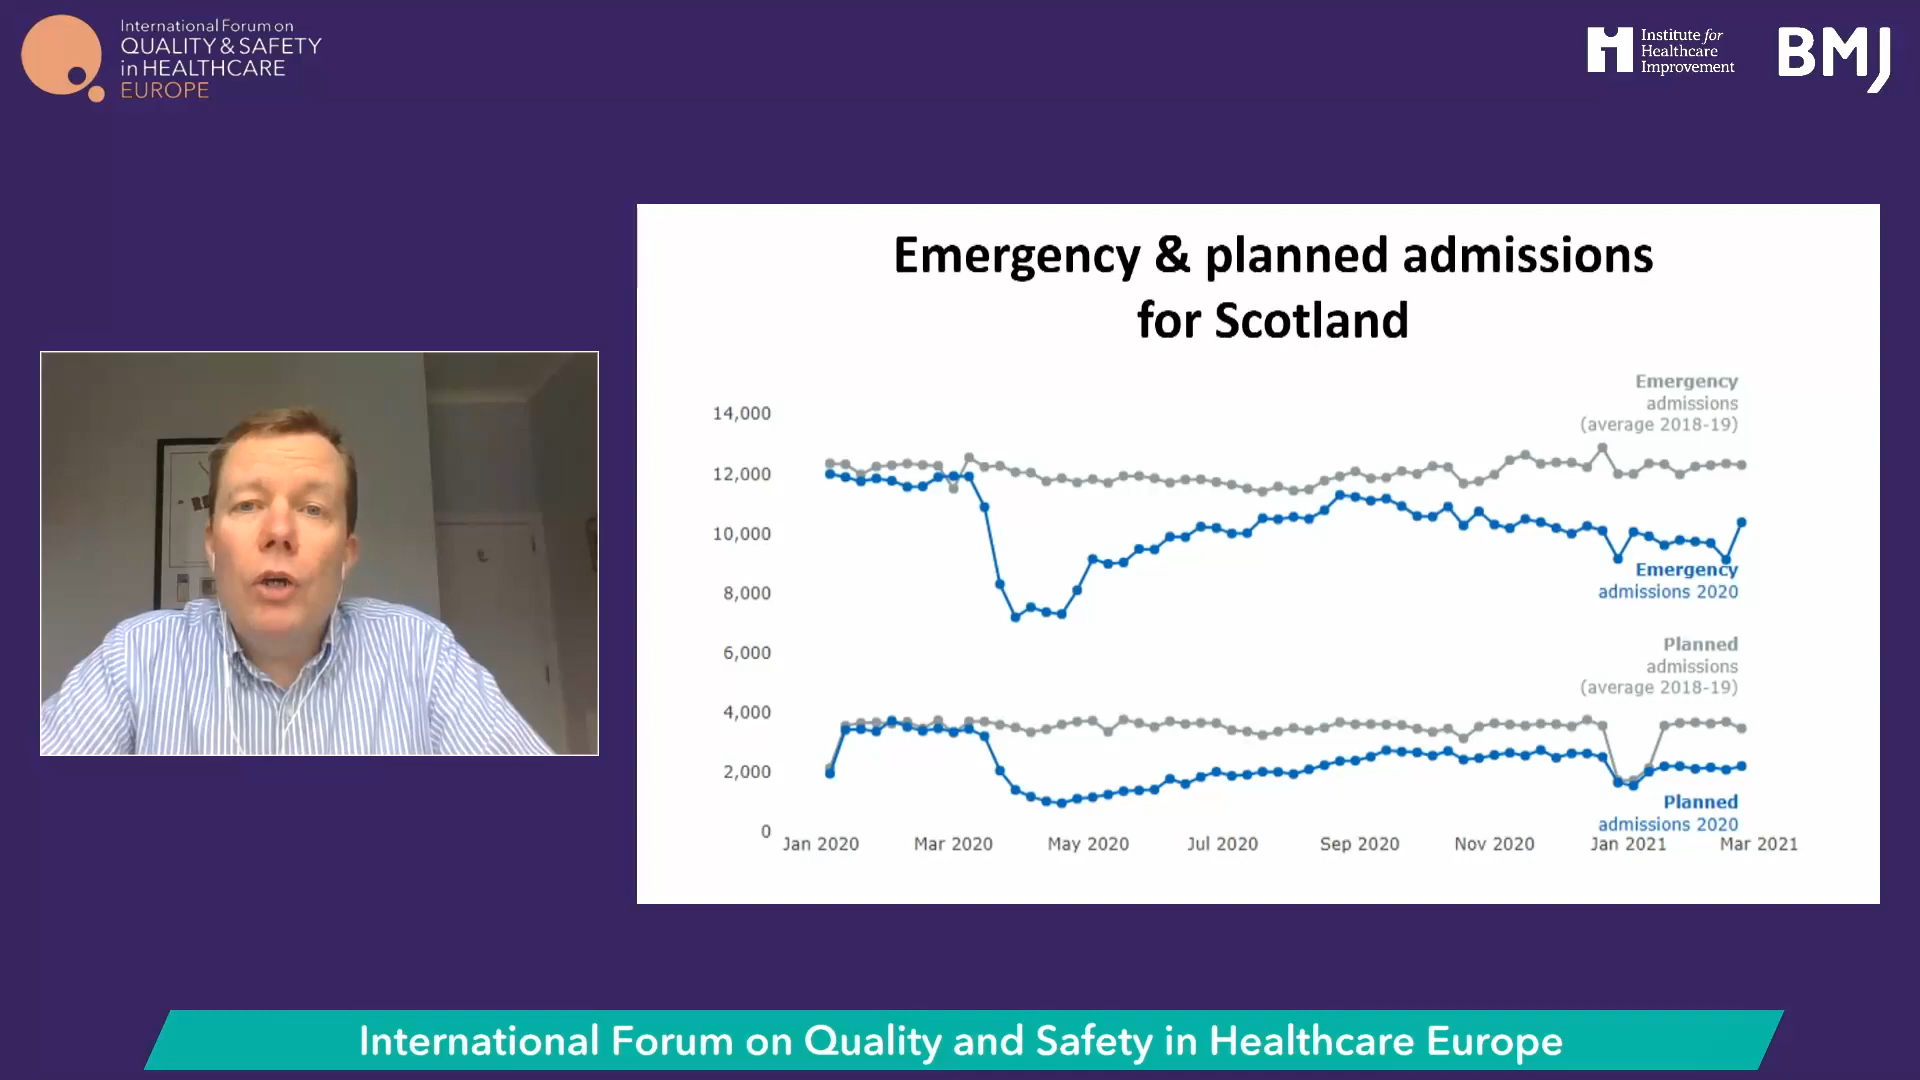 International Forum on
QUALITY & SAFETY
in HEALTHCARE
EUROPE
Institute for
Healthcare
Improvement
BMJ
Emergency & planned admissions
for Scotland
Emergency
admissions
(average 2018-19)
14,000
12,000
10,000
8,000
6,000
4,000
2,000
0
Emergency
admissions 2020
Planned
admissions
(average 2018-19)
Planned
admissions 2020
Jan 2020
Mar 2020
May 2020
Jul 2020
Sep 2020
Nov 2020
Jan 2021
Mar 2021
International Forum on Quality and Safety in Healthcare Europe